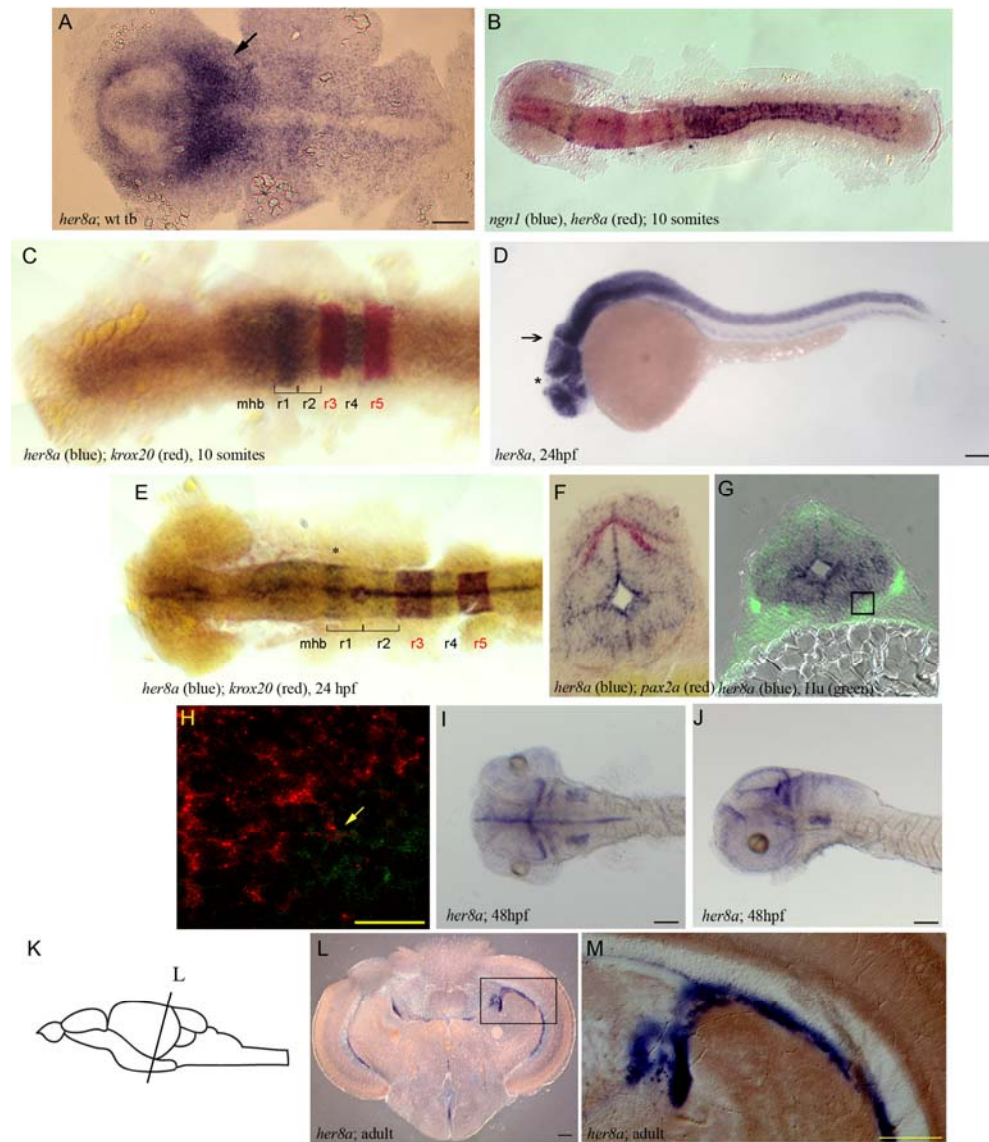 A
her8a; wt tb
B
ngn1 (blue), her8a (red); 10 somites
C
mhb r1 r2 r3 r4 r5
her8a (blue); krox20 (red), 10 somites
D
*
her8a, 24hpf
E
*
mhb r1 r2 r3 r4 r5
her8a (blue); krox20 (red), 24 hpf
F
her8a (blue); pax2a (red)
G
her8a (blue), Hu (green)
H
I
her8a; 48hpf
J
her8a; 48hpf
K
L
L
her8a; adult
M
her8a; adult